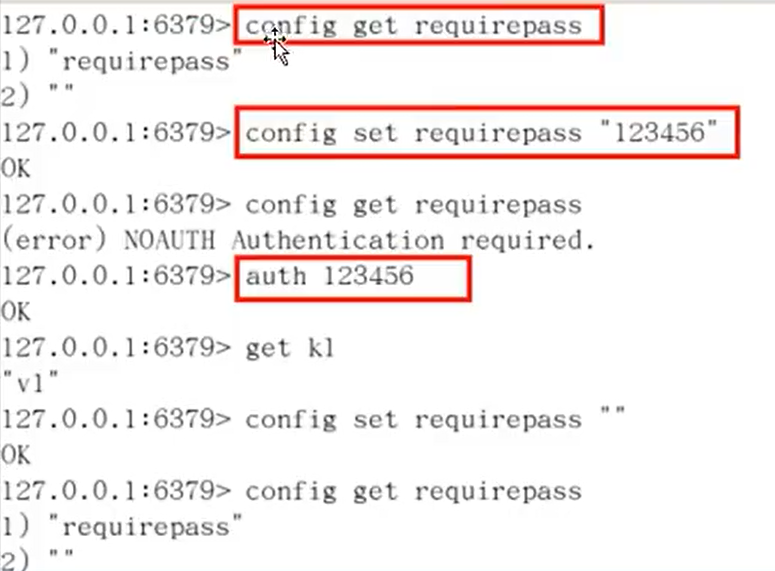 127.0.0.1:6379> config get requirepass
1) "requirepass"
2) ""
127.0.0.1:6379> config set requirepass "123456"
OK
127.0.0.1:6379> config get requirepass
(error) NOAUTH Authentication required.
127.0.0.1:6379> auth 123456
OK
127.0.0.1:6379> get k1
"v1"
127.0.0.1:6379> config set requirepass ""
OK
127.0.0.1:6379> config get requirepass
1) "requirepass"
2) ""